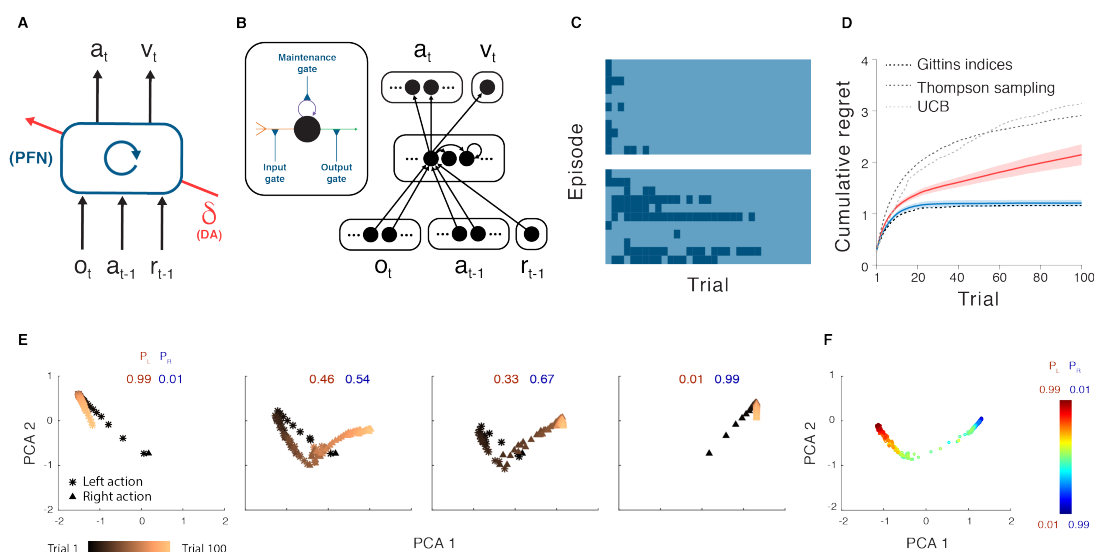 A
a_t v_t
(PFN)
δ
(DA)
o_t a_t-1 r_t-1
B
Maintenance
gate
Input
gate
Output
gate
a_t v_t
o_t a_t-1 r_t-1
C
Episode
Trial
D
Cumulative regret
4
3
2
1
0
Gittins indices
Thompson sampling
UCB
1 20 40 60 80 100
Trial
E
P_L P_R
0.99 0.01
0.46 0.54
0.33 0.67
0.01 0.99
PCA 2
1
0
-1
-2
Left action
Right action
-2 -1 0 1 2
Trial 1 Trial 100
PCA 1
F
P_L P_R
0.99 0.01
0.01 0.99
PCA 2
1
0
-1
-2
-2 -1 0 1 2
PCA 1